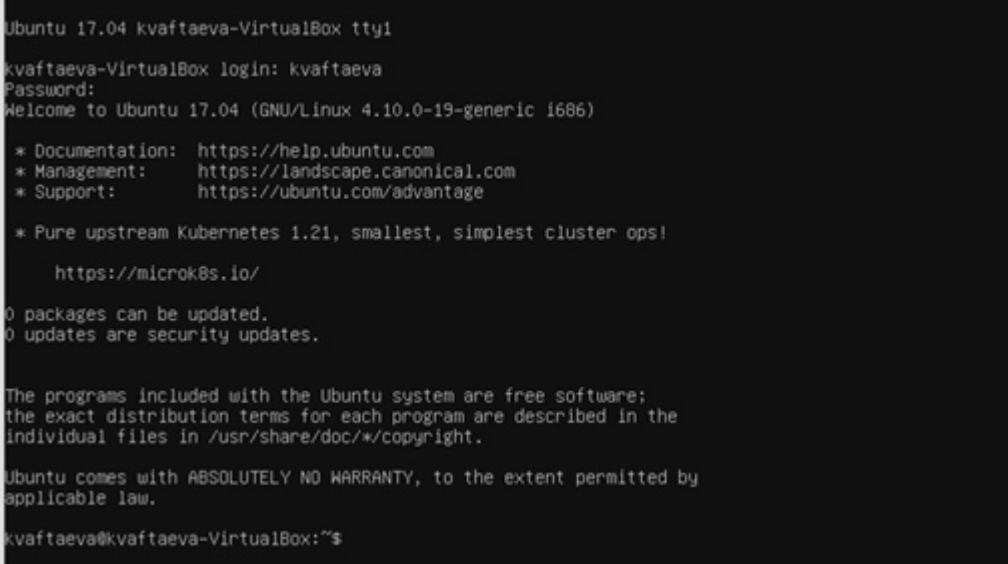 Ubuntu 17.04 kvaftaeva-VirtualBox tty1
kvaftaeva-VirtualBox login: kvaftaeva
Password:
Welcome to Ubuntu 17.04 (GNU/Linux 4.10.0-19-generic i686)
* Documentation:  https://help.ubuntu.com
* Management:     https://landscape.canonical.com
* Support:        https://ubuntu.com/advantage
* Pure upstream Kubernetes 1.21, smallest, simplest cluster ops!
https://microk8s.io/
0 packages can be updated.
0 updates are security updates.
The programs included with the Ubuntu system are free software;
the exact distribution terms for each program are described in the
individual files in /usr/share/doc/*/copyright.
Ubuntu comes with ABSOLUTELY NO WARRANTY, to the extent permitted by
applicable law.
kvaftaeva@kvaftaeva-VirtualBox:~$